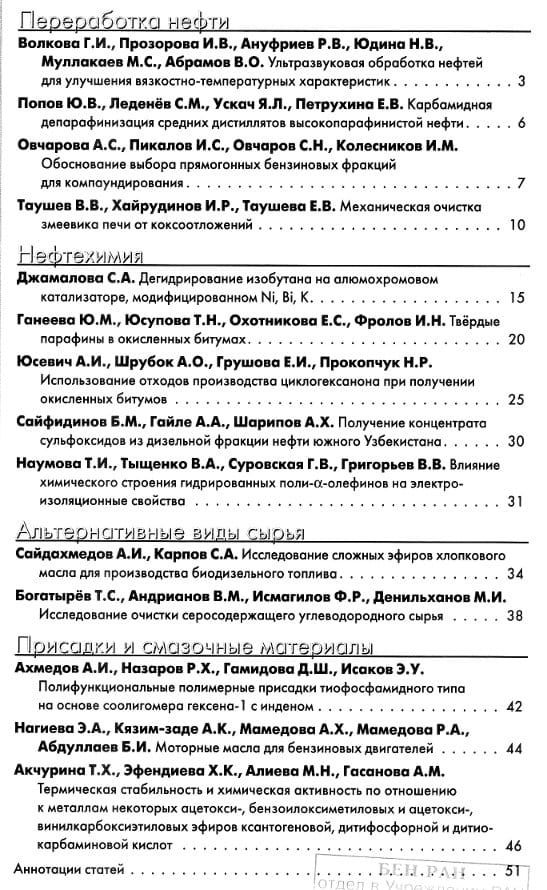 Переработка нефти
Волкова Г.И., Прозорова И.В., Ануфриев Р.В., Юдина Н.В.,
Муллакаев М.С., Абрамов В.О. Ультразвуковая обработка нефтей
для улучшения вязкостно-температурных характеристик . . . . . . . . . . . 3
Попов Ю.В., Леденёв С.М., Ускач Я.Л., Петрухина Е.В. Карбамидная
депарафинизация средних дистиллятов высокопарафинистой нефти . . . . . 6
Овчарова А.С., Пикалов И.С., Овчаров С.Н., Колесников И.М.
Обоснование выбора прямогонных бензиновых фракций
для компаундирования . . . . . . . . . . . . . . . . . . . . . . . . . . . . 7
Таушев В.В., Хайрудинов И.Р., Таушева Е.В. Механическая очистка
змеевика печи от коксоотложений . . . . . . . . . . . . . . . . . . . . . 10
Нефтехимия
Джамалова С.А. Дегидрирование изобутана на алюмохромовом
катализаторе, модифицированном Ni, Bi, K . . . . . . . . . . . . . . . . . 15
Ганеева Ю.М., Юсупова Т.Н., Охотникова Е.С., Фролов И.Н. Твёрдые
парафины в окисленных битумах. . . . . . . . . . . . . . . . . . . . . . . 20
Юсевич А.И., Шрубок А.О., Грушова Е.И., Прокопчук Н.Р.
Использование отходов производства циклогексанона при получении
окисленных битумов . . . . . . . . . . . . . . . . . . . . . . . . . . . . 25
Сайфидинов Б.М., Гайле А.А., Шарипов А.Х. Получение концентрата
сульфоксидов из дизельной фракции нефти южного Узбекистана. . . . . . 30
Наумова Т.И., Тыщенко В.А., Суровская Г.В., Григорьев В.В. Влияние
химического строения гидрированных поли-α-олефинов на электро-
изоляционные свойства . . . . . . . . . . . . . . . . . . . . . . . . . . 31
Альтернативные виды сырья
Сайдахмедов А.И., Карпов С.А. Исследование сложных эфиров хлопкового
масла для производства биодизельного топлива. . . . . . . . . . . . . . . 34
Богатырёв Т.С., Андрианов В.М., Исмагилов Ф.Р., Денильханов М.И.
Исследование очистки серосодержащего углеводородного сырья . . . . . 38
Присадки и смазочные материалы
Ахмедов А.И., Назаров Р.Х., Гамидова Д.Ш., Исаков Э.У.
Полифункциональные полимерные присадки тиофосфамидного типа
на основе соолигомера гексена-1 с инденом . . . . . . . . . . . . . . . . 42
Нагиева Э.А., Кязим-заде А.К., Мамедова А.Х., Мамедова Р.А.,
Абдуллаев Б.И. Моторные масла для бензиновых двигателей . . . . . . . 44
Акчурина Т.Х., Эфендиева Х.К., Алиева М.Н., Гасанова А.М.
Термическая стабильность и химическая активность по отношению
к металлам некоторых ацетокси-, бензоилоксиметиловых и ацетокси-,
винилкарбоксиэтиловых эфиров ксантогеновой, дитифосфорной и дитио-
карбаминовой кислот . . . . . . . . . . . . . . . . . . . . . . . . . . . 46
Аннотации статей . . . . . . . . . . . . . . . . . . . . . . . . . . . . . 51
БЕН РАН
отдел в